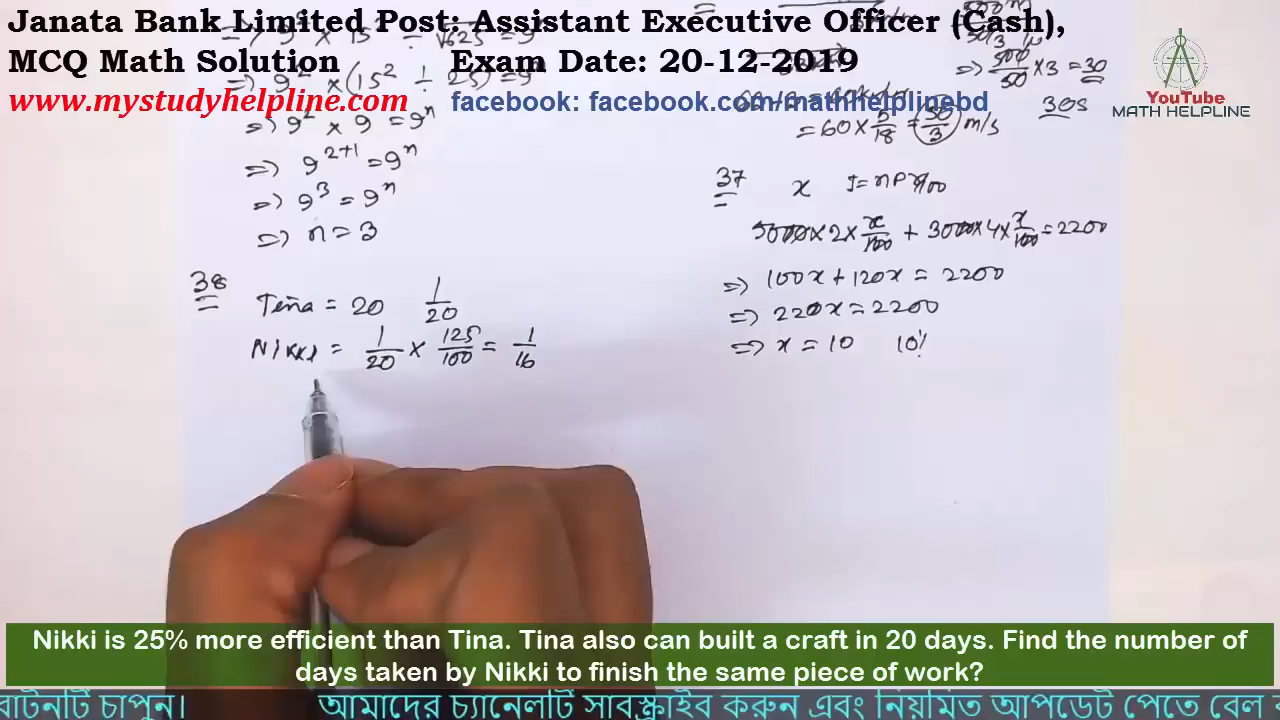 Janata Bank Limited Post: Assistant Executive Officer (Cash),
MCQ Math Solution Exam Date: 20-12-2019
www.mystudyhelpline.com facebook: facebook.com/mathhelplinebd
YouTube
MATH HELPLINE
=> 9² × 9 = 9ⁿ
=> 9²⁺¹ = 9ⁿ
=> 9³ = 9ⁿ
=> n = 3
38
Tina = 20 1/20
Nikki = 1/20 × 125/100 = 1/16
=> 300/50 × 3 = 30
30s
= 60 × 5/18 = 50/3 m/s
37 x I = nPr/100
5000×2×x/100 + 3000×4×x/100 = 2200
=> 100x + 120x = 2200
=> 220x = 2200
=> x = 10 10%
Nikki is 25% more efficient than Tina. Tina also can built a craft in 20 days. Find the number of
days taken by Nikki to finish the same piece of work?
বাটনটি চাপুন। আমাদের চ্যানেলটি সাবস্ক্রাইব করুন এবং নিয়মিত আপডেট পেতে বেল